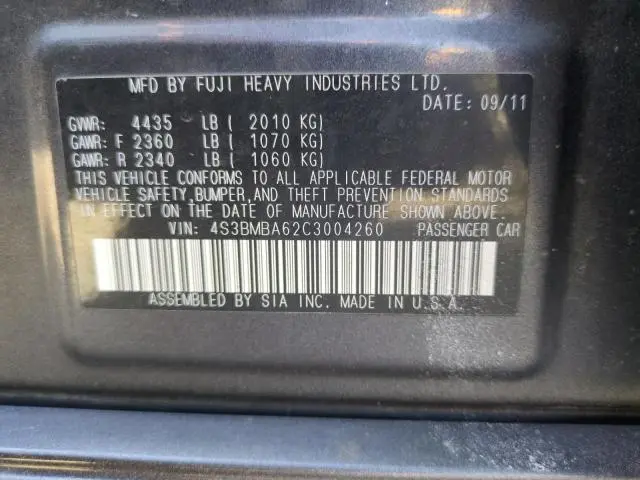 MFD BY FUJI HEAVY INDUSTRIES LTD.
DATE: 09/11
GVWR: 4435 LB ( 2010 KG)
GAWR: F 2360 LB ( 1070 KG)
GAWR: R 2340 LB ( 1060 KG)
THIS VEHICLE CONFORMS TO ALL APPLICABLE FEDERAL MOTOR
VEHICLE SAFETY,BUMPER,AND THEFT PREVENTION STANDARDS
IN EFFECT ON THE DATE OF MANUFACTURE SHOWN ABOVE.
VIN: 4S3BMBA62C3004260 PASSENGER CAR
ASSEMBLED BY SIA INC. MADE IN U.S.A.